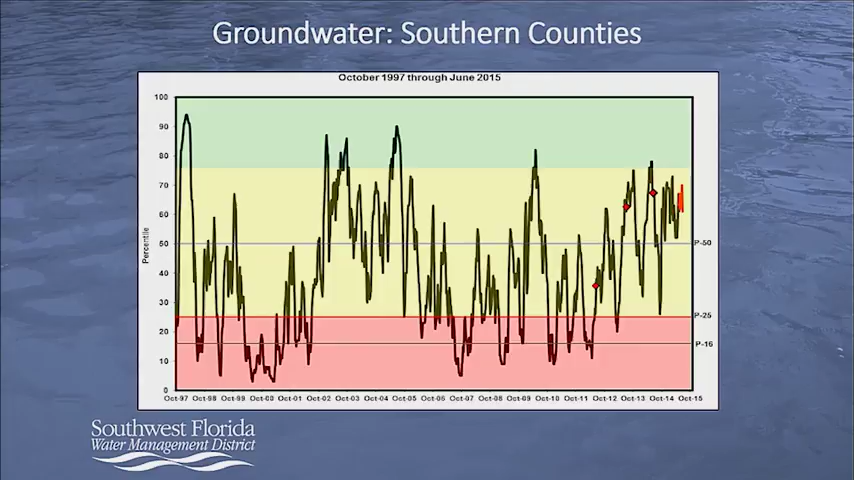 Groundwater: Southern Counties
October 1997 through June 2015
Percentile
100
90
80
70
60
50
40
30
20
10
0
P-50
P-25
P-16
Oct-97 Oct-98 Oct-99 Oct-00 Oct-01 Oct-02 Oct-03 Oct-04 Oct-05 Oct-06 Oct-07 Oct-08 Oct-09 Oct-10 Oct-11 Oct-12 Oct-13 Oct-14 Oct-15
Southwest Florida
Water Management District